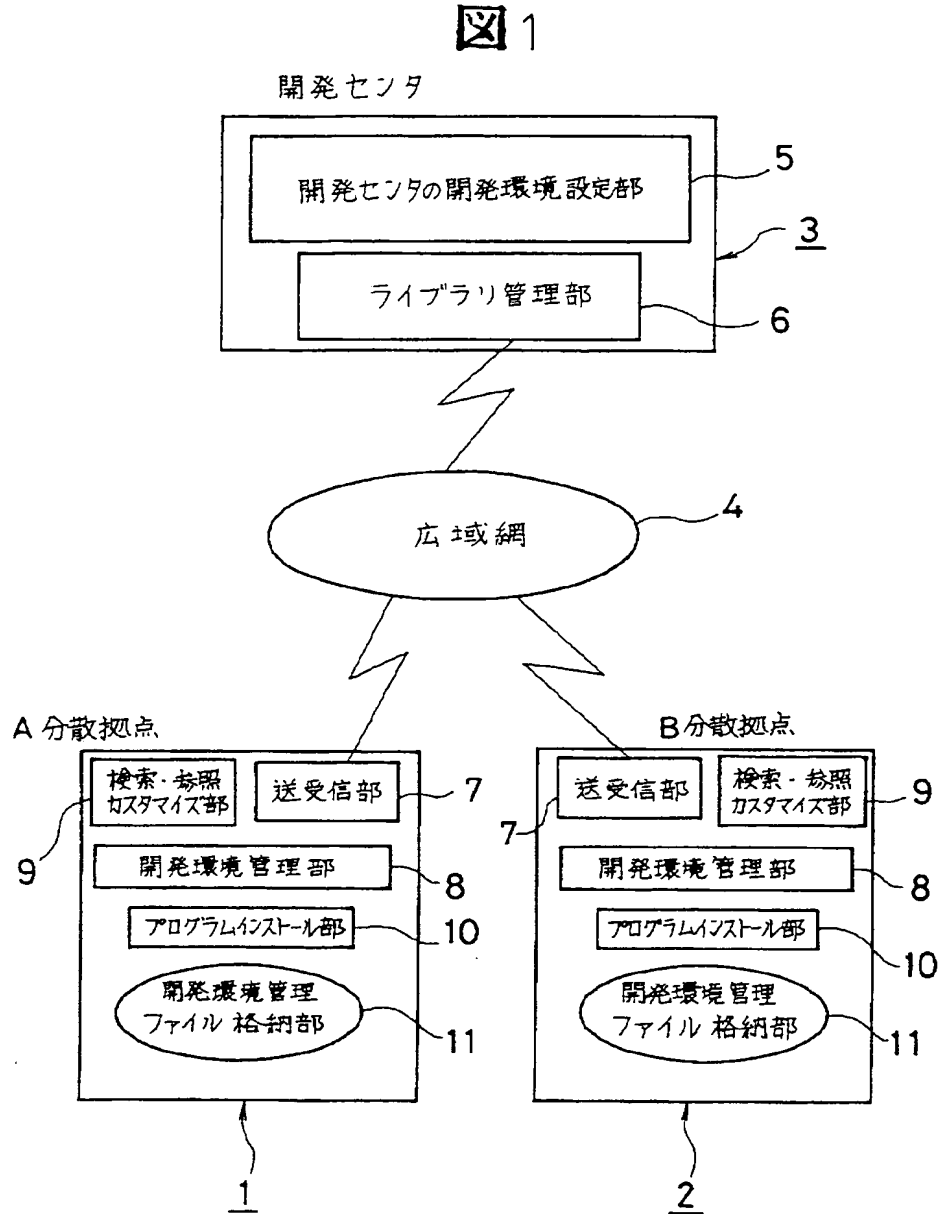 図1
開発センタ
開発センタの開発環境設定部
5
3
ライブラリ管理部
6
広域網
4
A 分散拠点
検索・参照
カスタマイズ部
9
送受信部
7
開発環境管理部
8
プログラムインストール部
10
開発環境管理
ファイル格納部
11
1
B 分散拠点
送受信部
7
検索・参照
カスタマイズ部
9
開発環境管理部
8
プログラムインストール部
10
開発環境管理
ファイル格納部
11
2